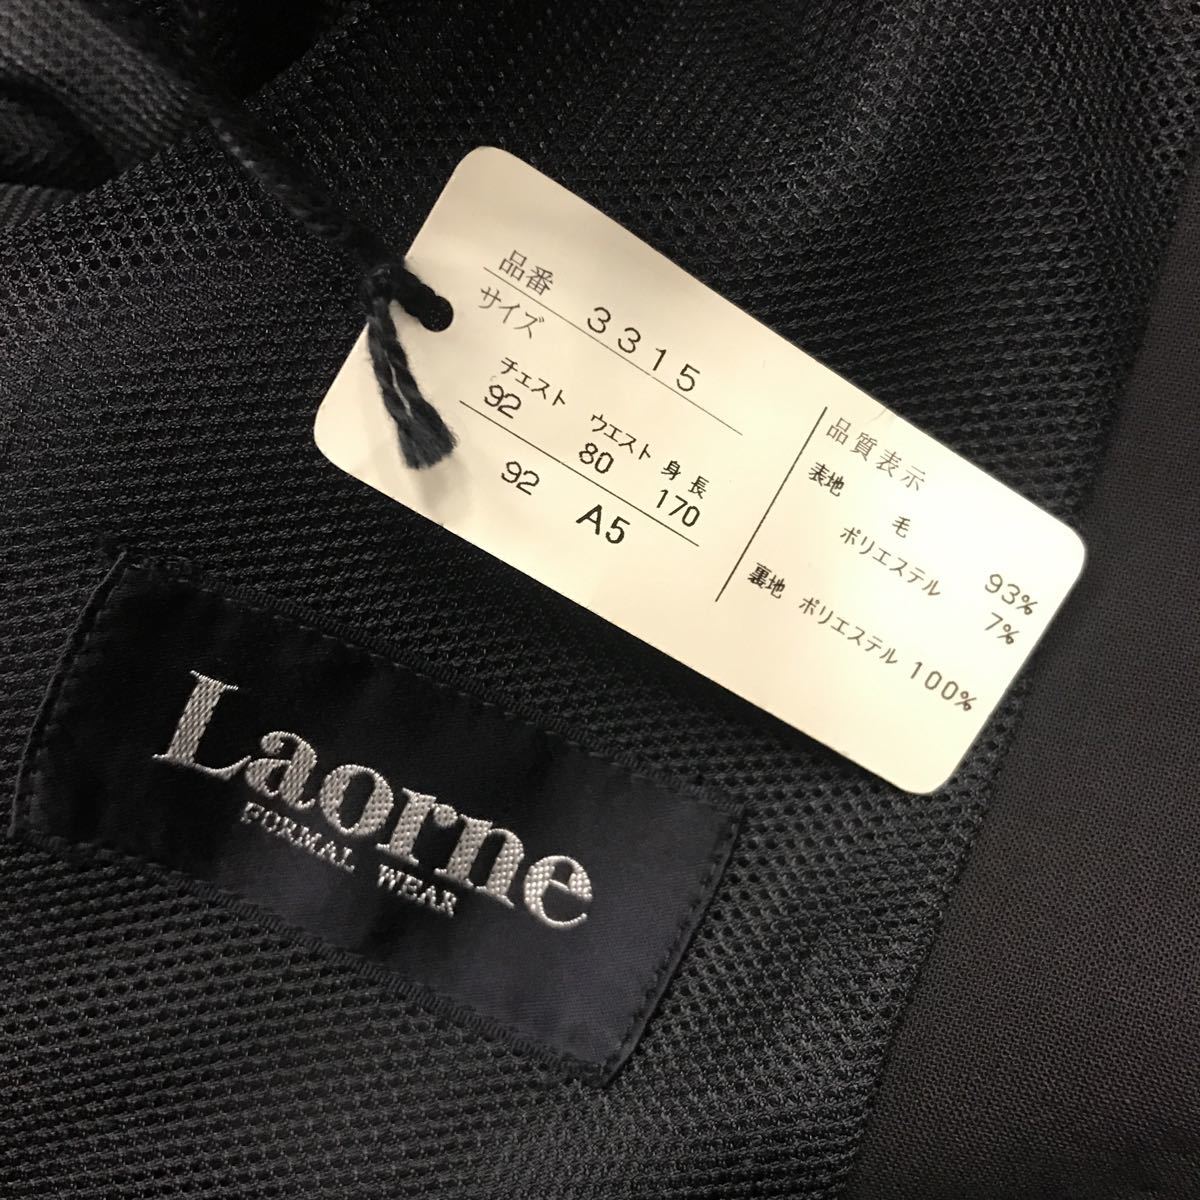 品番 3315
サイズ
チェスト ウエスト 身長
92 80 170
92 A5
品質表示
表地 毛 93%
ポリエステル 7%
裏地 ポリエステル 100%
Laorne
FORMAL WEAR